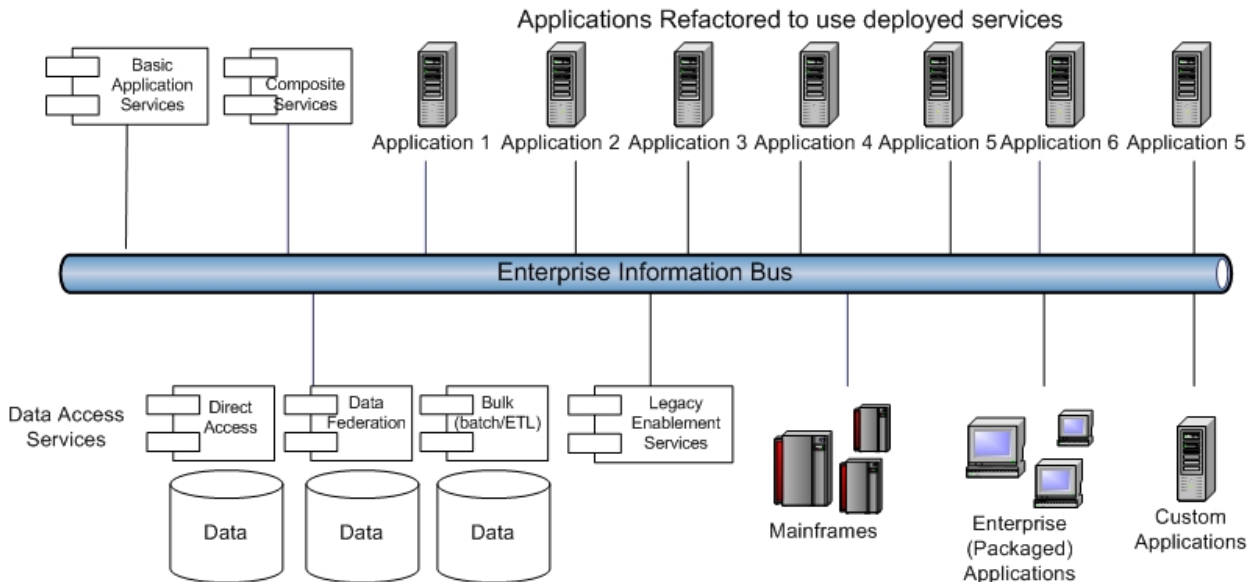 Applications Refactored to use deployed services
Basic
Application
Services
Composite
Services
Application 1
Application 2
Application 3
Application 4
Application 5
Application 6
Application 5
Enterprise Information Bus
Data Access
Services
Direct
Access
Data
Federation
Bulk
(batch/ETL)
Legacy
Enablement
Services
Data
Data
Data
Mainframes
Enterprise
(Packaged)
Applications
Custom
Applications